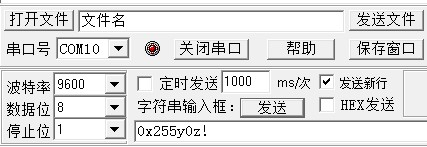 打开文件 文件名 发送文件
串口号 COM10 关闭串口 帮助 保存窗口
波特率 9600 定时发送 1000 ms/次 发送新行
数据位 8 字符串输入框: 发送 HEX发送
停止位 1 0x255y0z!